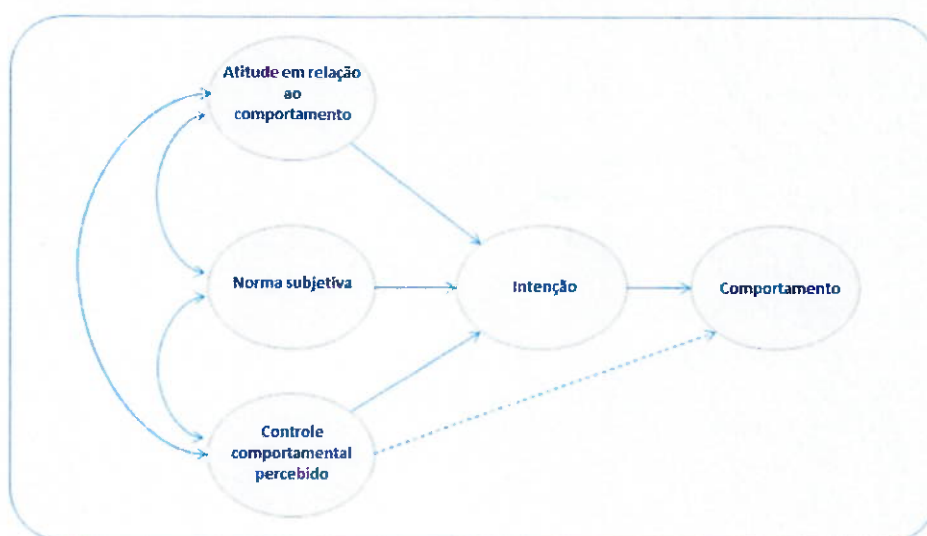 Atitude em relação
ao
comportamento
Norma subjetiva
Intenção
Comportamento
Controle
comportamental
percebido